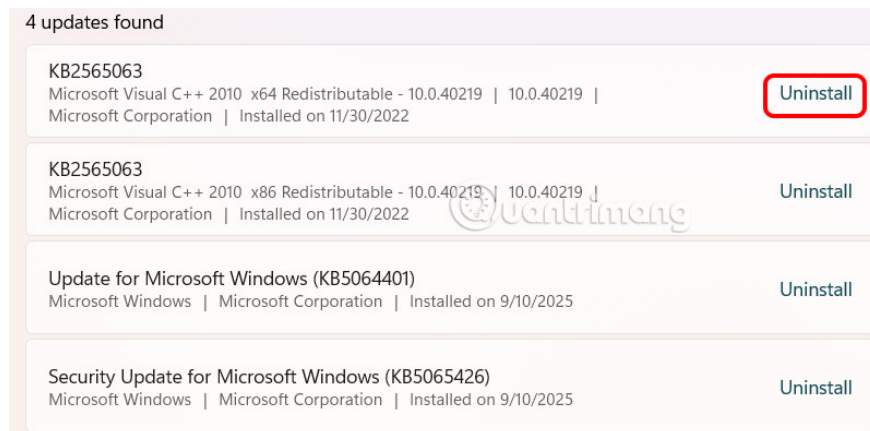 4 updates found
KB2565063
Microsoft Visual C++ 2010  x64 Redistributable - 10.0.40219 | 10.0.40219 |
Microsoft Corporation | Installed on 11/30/2022
Uninstall
KB2565063
Microsoft Visual C++ 2010  x86 Redistributable - 10.0.40219 | 10.0.40219 |
Microsoft Corporation | Installed on 11/30/2022
Uninstall
Quantrimang
Update for Microsoft Windows (KB5064401)
Microsoft Windows | Microsoft Corporation | Installed on 9/10/2025
Uninstall
Security Update for Microsoft Windows (KB5065426)
Microsoft Windows | Microsoft Corporation | Installed on 9/10/2025
Uninstall